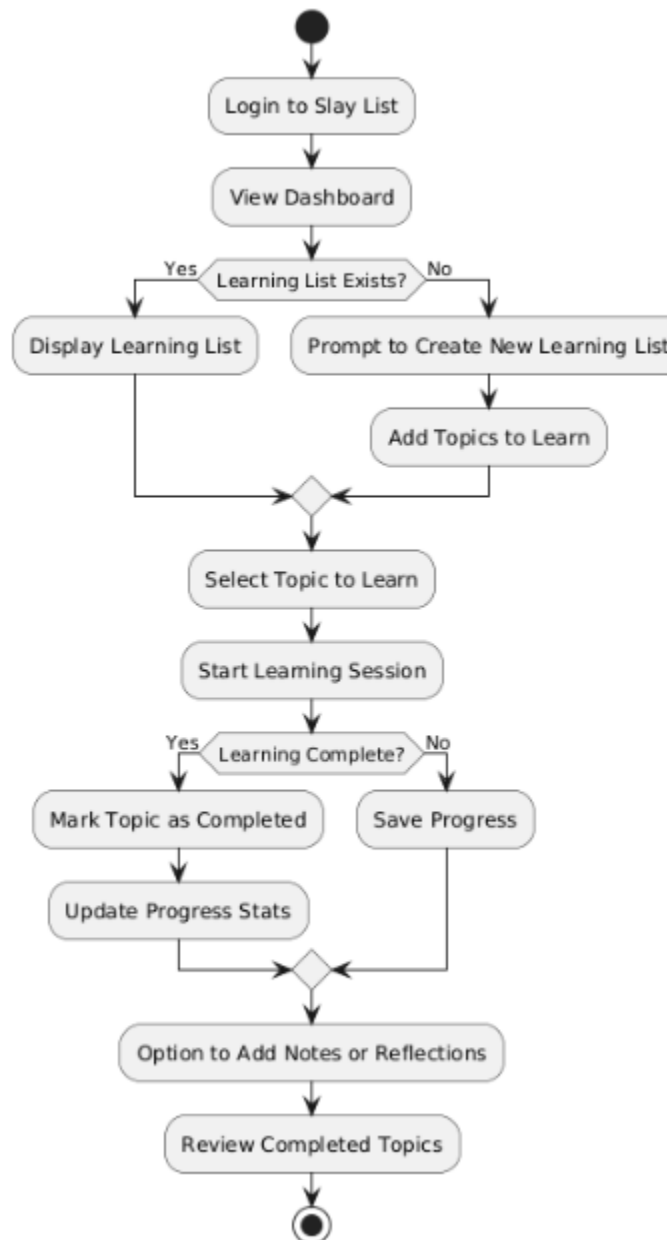 Login to Slay List
View Dashboard
Yes
Learning List Exists?
No
Display Learning List
Prompt to Create New Learning List
Add Topics to Learn
Select Topic to Learn
Start Learning Session
Yes
Learning Complete?
No
Mark Topic as Completed
Save Progress
Update Progress Stats
Option to Add Notes or Reflections
Review Completed Topics